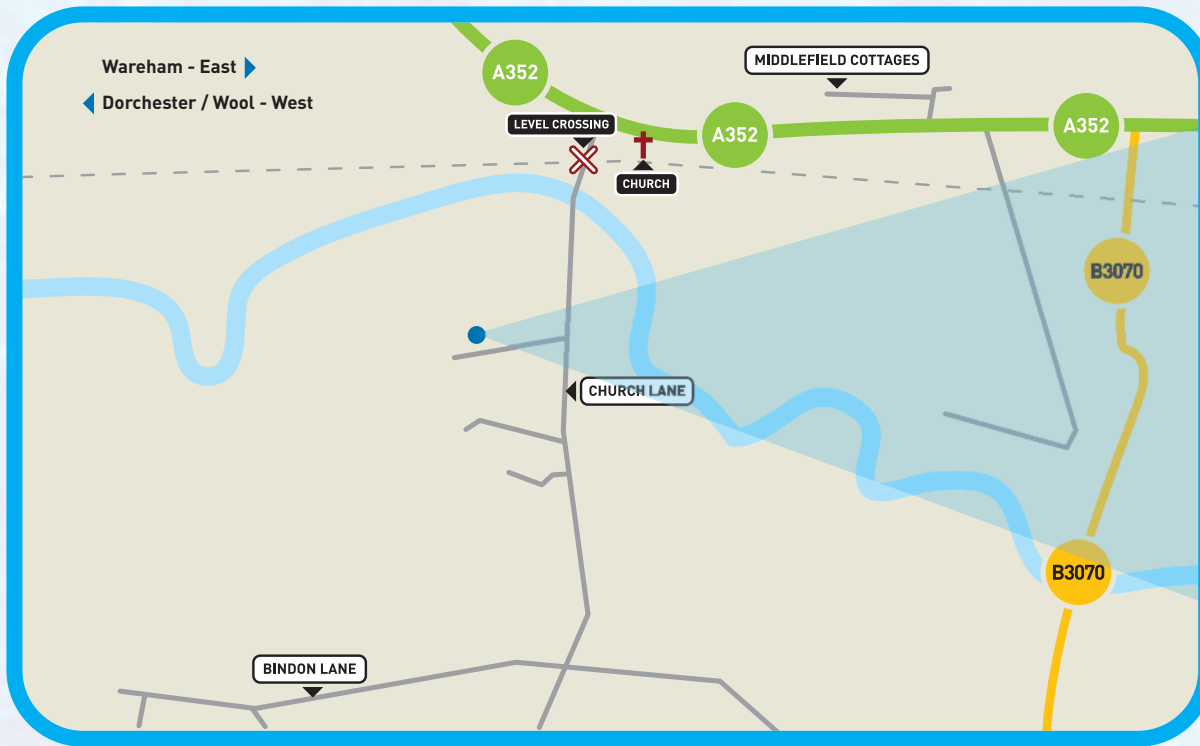 Wareham - East
Dorchester / Wool - West
A352
MIDDLEFIELD COTTAGES
LEVEL CROSSING
A352
A352
CHURCH
B3070
CHURCH LANE
B3070
BINDON LANE